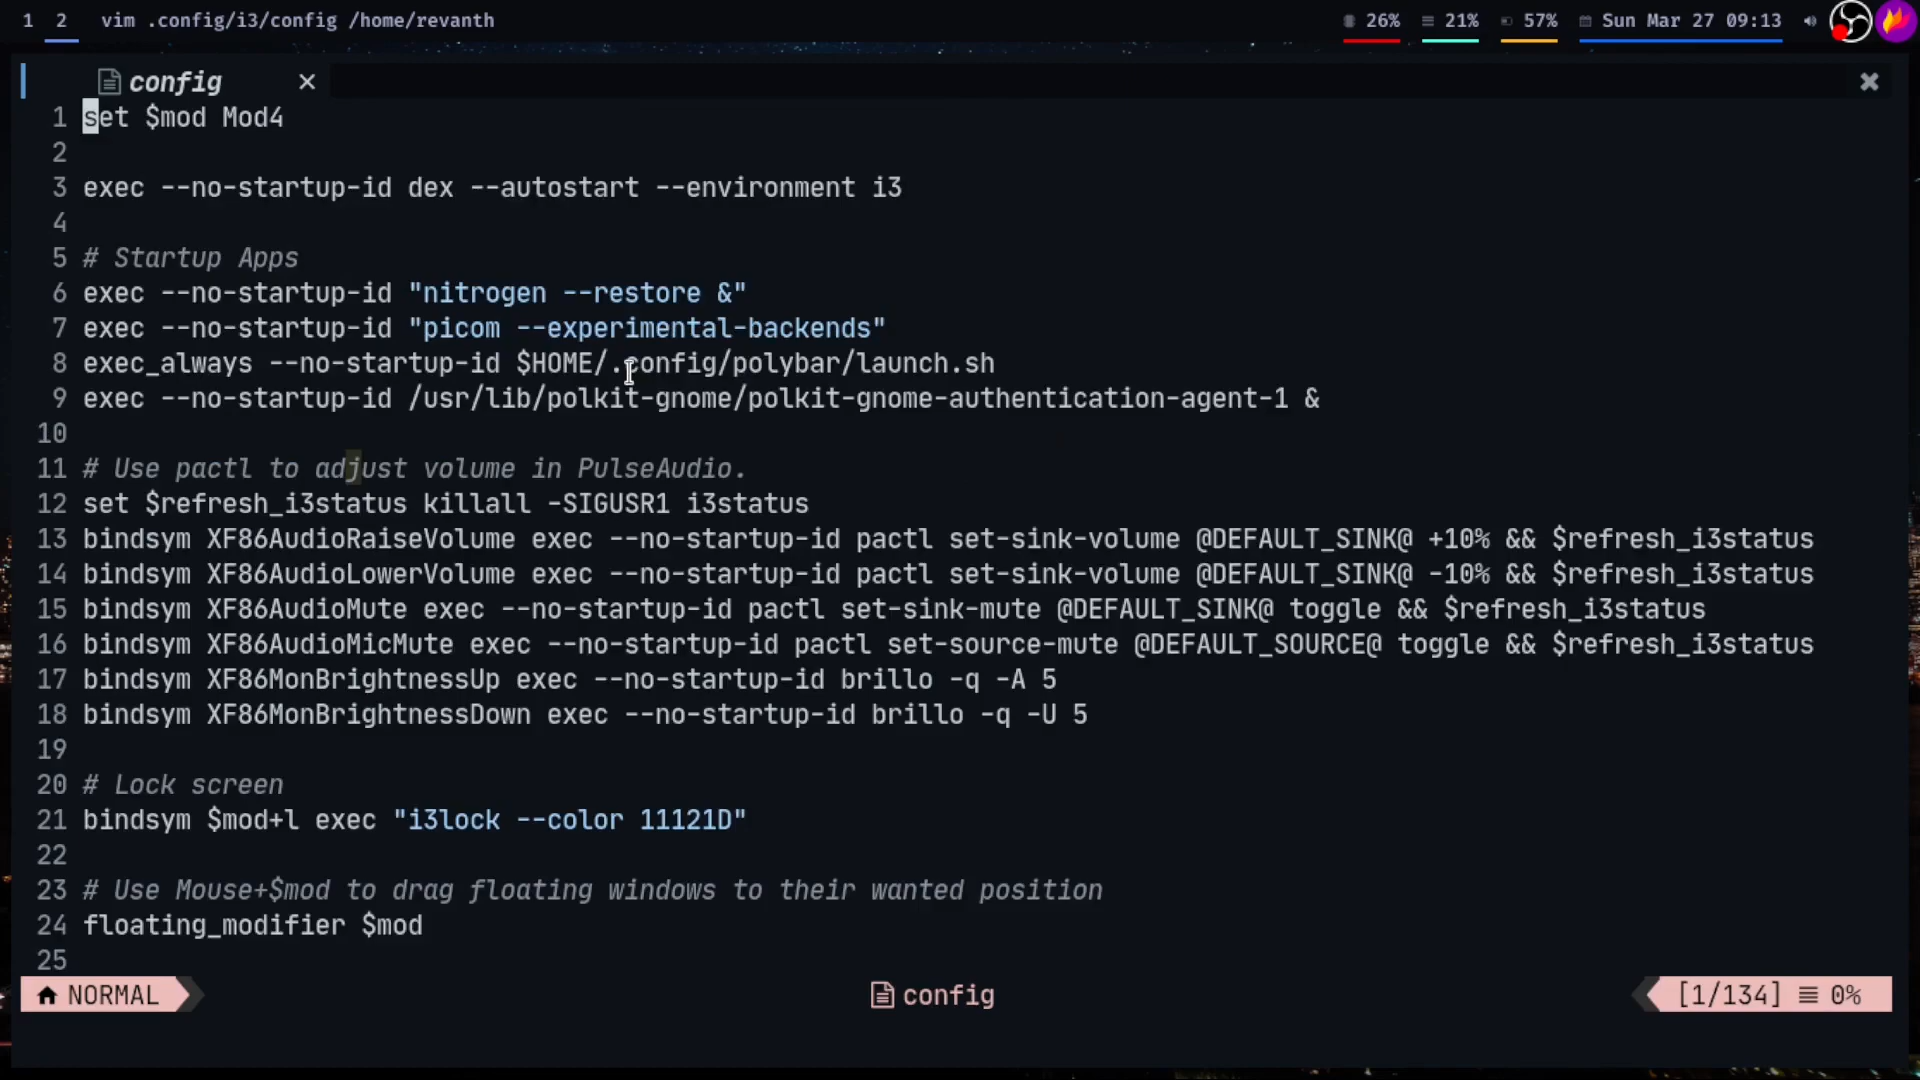 1 2 vim .config/i3/config /home/revanth 26% 21% 57% Sun Mar 27 09:13
config
1 set $mod Mod4
2
3 exec --no-startup-id dex --autostart --environment i3
4
5 # Startup Apps
6 exec --no-startup-id "nitrogen --restore &"
7 exec --no-startup-id "picom --experimental-backends"
8 exec_always --no-startup-id $HOME/.config/polybar/launch.sh
9 exec --no-startup-id /usr/lib/polkit-gnome/polkit-gnome-authentication-agent-1 &
10
11 # Use pactl to adjust volume in PulseAudio.
12 set $refresh_i3status killall -SIGUSR1 i3status
13 bindsym XF86AudioRaiseVolume exec --no-startup-id pactl set-sink-volume @DEFAULT_SINK@ +10% && $refresh_i3status
14 bindsym XF86AudioLowerVolume exec --no-startup-id pactl set-sink-volume @DEFAULT_SINK@ -10% && $refresh_i3status
15 bindsym XF86AudioMute exec --no-startup-id pactl set-sink-mute @DEFAULT_SINK@ toggle && $refresh_i3status
16 bindsym XF86AudioMicMute exec --no-startup-id pactl set-source-mute @DEFAULT_SOURCE@ toggle && $refresh_i3status
17 bindsym XF86MonBrightnessUp exec --no-startup-id brillo -q -A 5
18 bindsym XF86MonBrightnessDown exec --no-startup-id brillo -q -U 5
19
20 # Lock screen
21 bindsym $mod+l exec "i3lock --color 11121D"
22
23 # Use Mouse+$mod to drag floating windows to their wanted position
24 floating_modifier $mod
25
NORMAL config [1/134] 0%